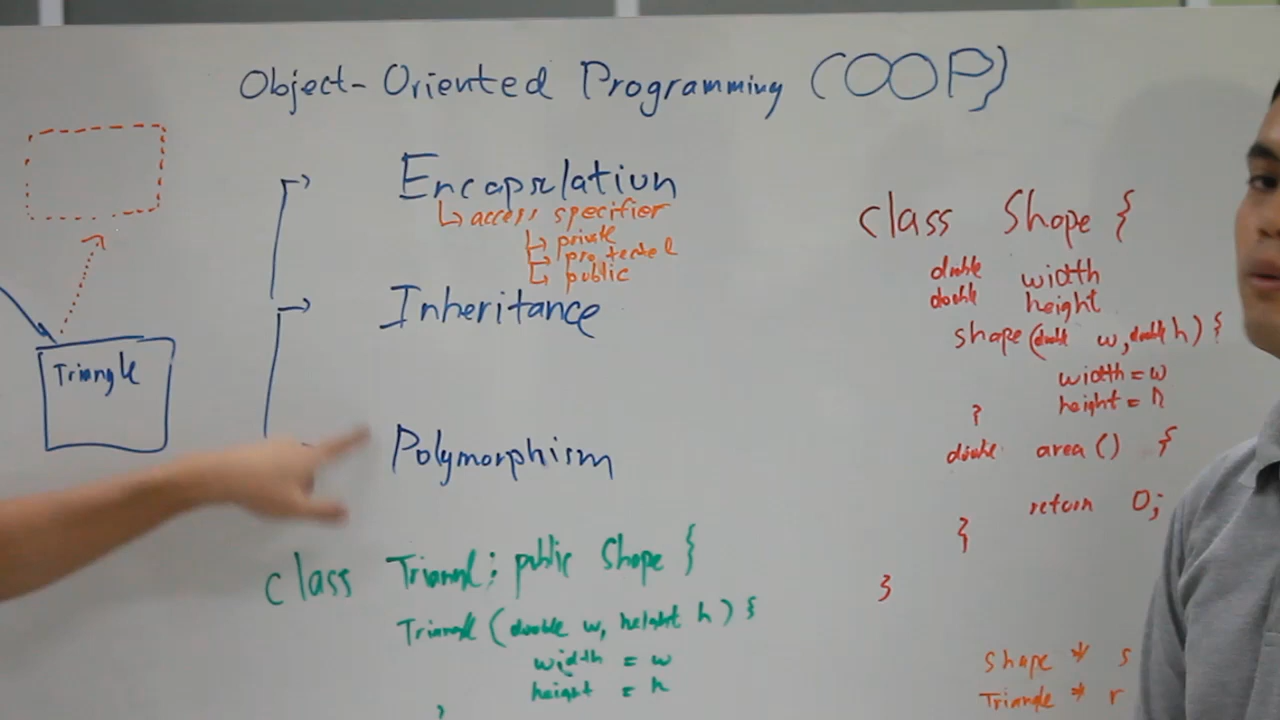 Object-Oriented Programming (OOP)
Encapsulation
↳ access specifier
↳ private
↳ protected
↳ public
Inheritance
Triangle
Polymorphism
class Shape {
double width
double height
shape(double w, double h) {
width = w
height = h
}
double area() {
return 0;
}
}
class Triangle: public Shape {
Triangle (double w, height h) {
width = w
height = h
}
Shape * s
Triangle * r